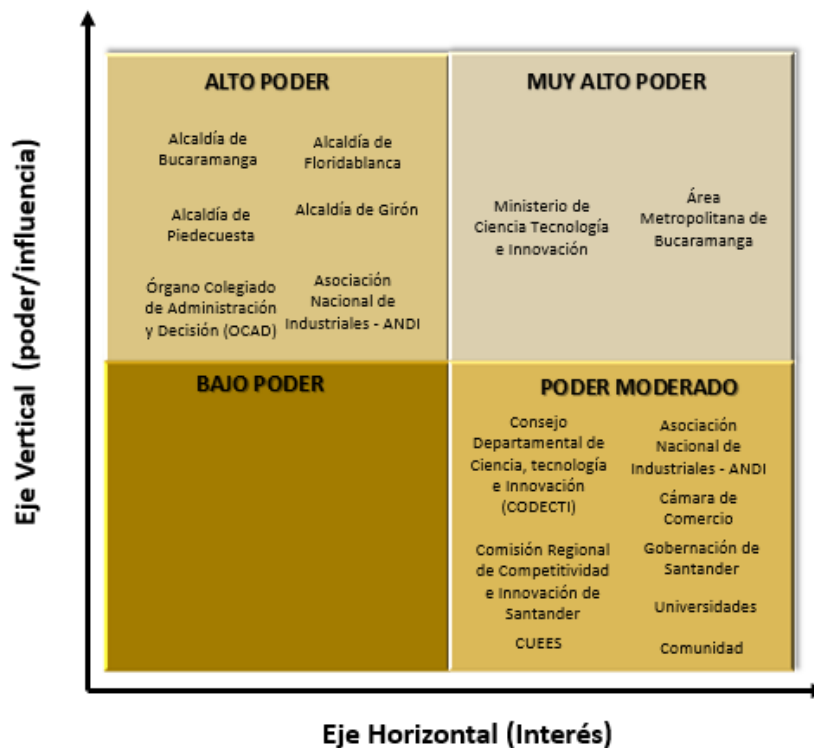 Eje Vertical (poder/influencia)
ALTO PODER
Alcaldía de
Bucaramanga
Alcaldía de
Floridablanca
Alcaldía de
Piedecuesta
Alcaldía de Girón
Órgano Colegiado
de Administración
y Decisión (OCAD)
Asociación
Nacional de
Industriales - ANDI
MUY ALTO PODER
Ministerio de
Ciencia Tecnología
e Innovación
Área
Metropolitana de
Bucaramanga
BAJO PODER
PODER MODERADO
Consejo
Departamental de
Ciencia, tecnología
e Innovación
(CODECTI)
Asociación
Nacional de
Industriales - ANDI
Cámara de
Comercio
Comisión Regional
de Competitividad
e Innovación de
Santander
Gobernación de
Santander
Universidades
CUEES
Comunidad
Eje Horizontal (Interés)